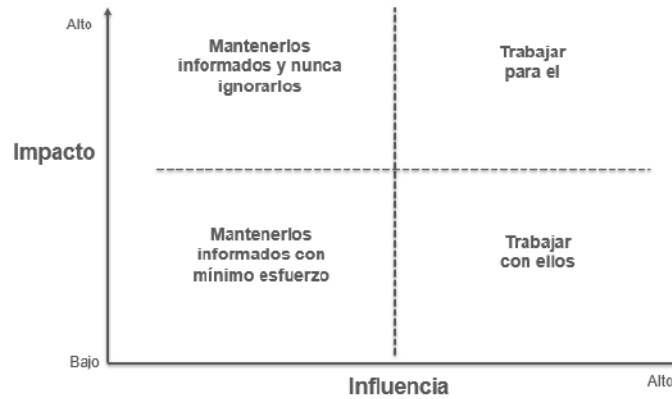 Alto
Mantenerlos
informados y nunca
ignorarlos
Trabajar
para el
Impacto
Mantenerlos
informados con
mínimo esfuerzo
Trabajar
con ellos
Bajo
Influencia
Alto